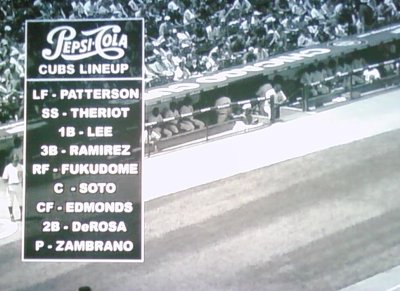 PEPSI-COLA
CUBS LINEUP
LF - PATTERSON
SS - THERIOT
1B - LEE
3B - RAMIREZ
RF - FUKUDOME
C - SOTO
CF - EDMONDS
2B - DeROSA
P - ZAMBRANO